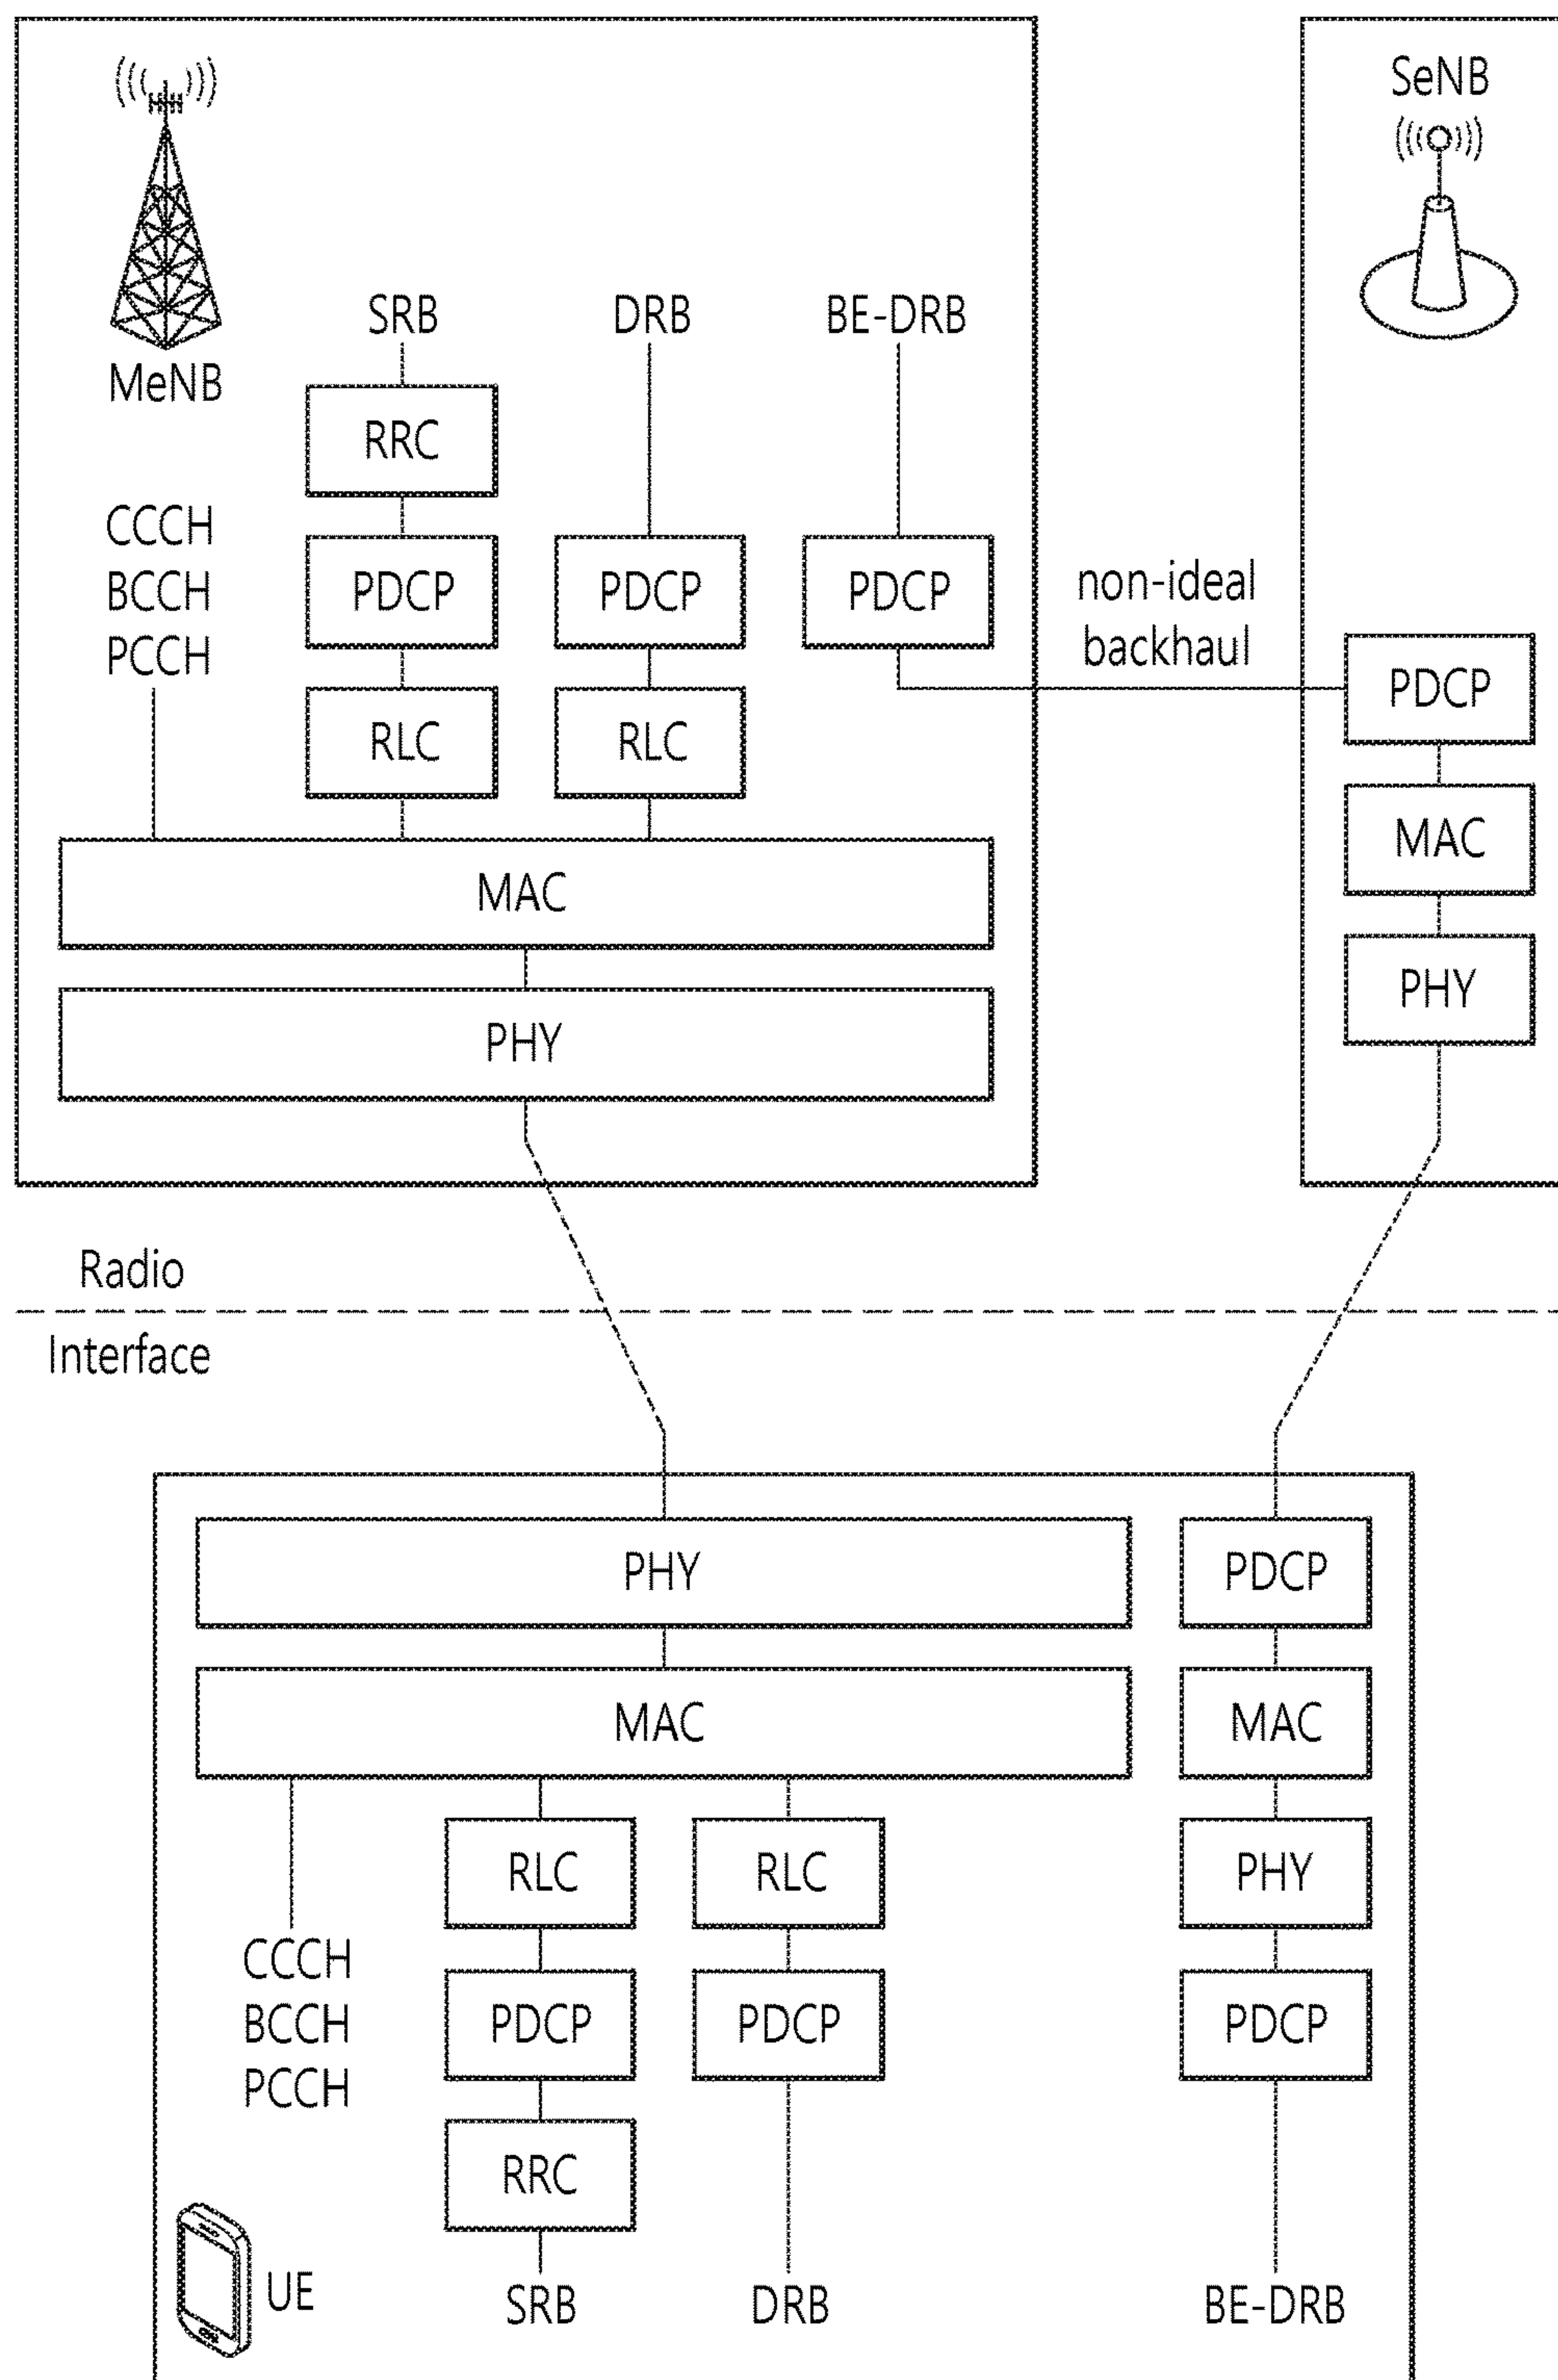 SeNB
SRB
DRB
BE-DRB
MeNB
RRC
CCCH
BCCH
PCCH
PDCP
PDCP
PDCP
non-ideal
backhaul
PDCP
RLC
RLC
MAC
MAC
PHY
PHY
Radio
Interface
PHY
PDCP
MAC
MAC
RLC
RLC
PHY
CCCH
BCCH
PCCH
PDCP
PDCP
PDCP
RRC
UE
SRB
DRB
BE-DRB